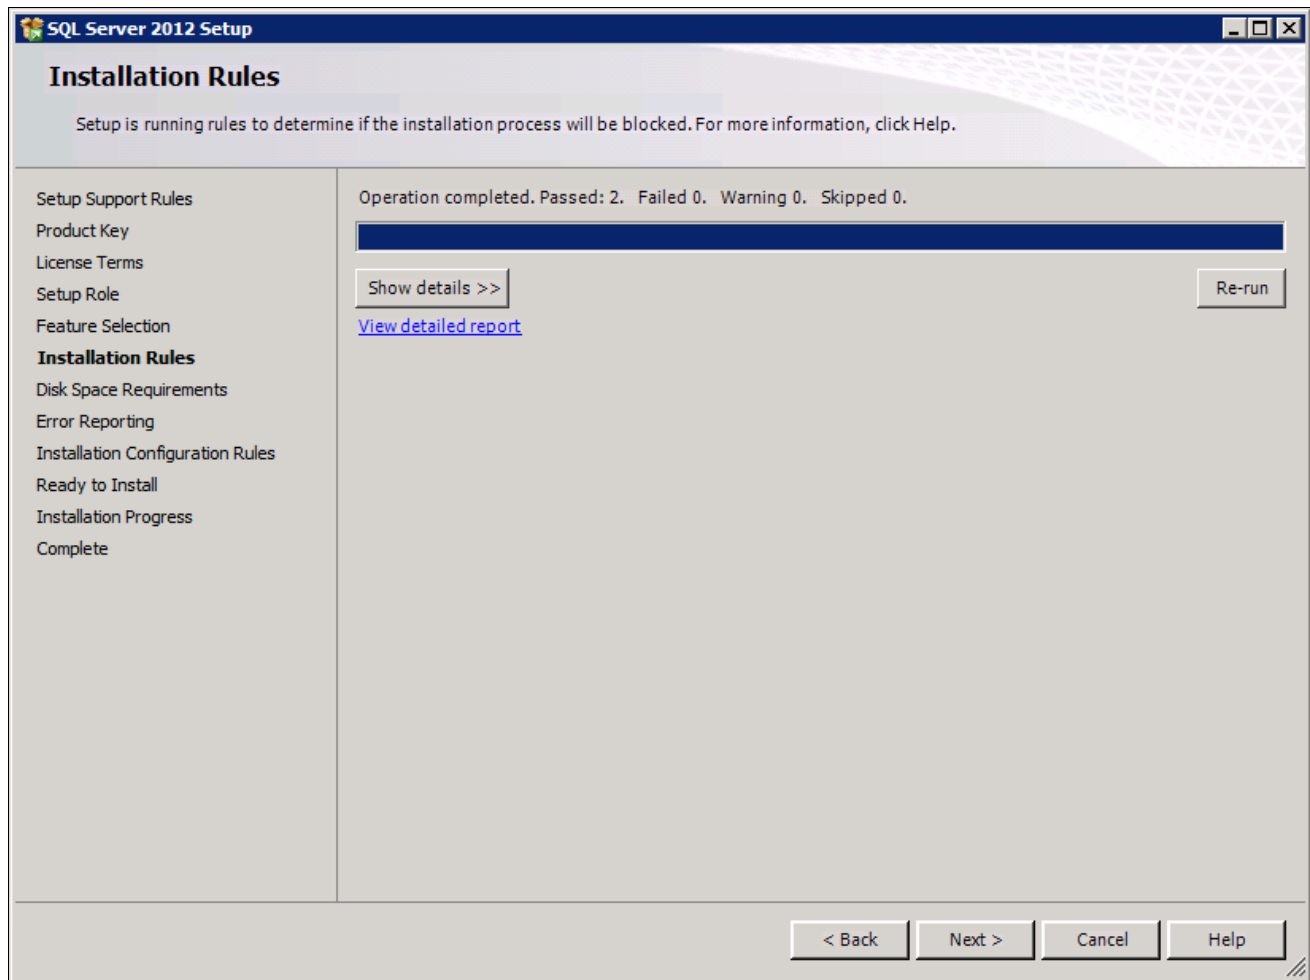 SQL Server 2012 Setup
Installation Rules
Setup is running rules to determine if the installation process will be blocked. For more information, click Help.
Setup Support Rules
Product Key
License Terms
Setup Role
Feature Selection
Installation Rules
Disk Space Requirements
Error Reporting
Installation Configuration Rules
Ready to Install
Installation Progress
Complete
Operation completed. Passed: 2.   Failed 0.   Warning 0.   Skipped 0.
Show details >>
Re-run
View detailed report
< Back
Next >
Cancel
Help